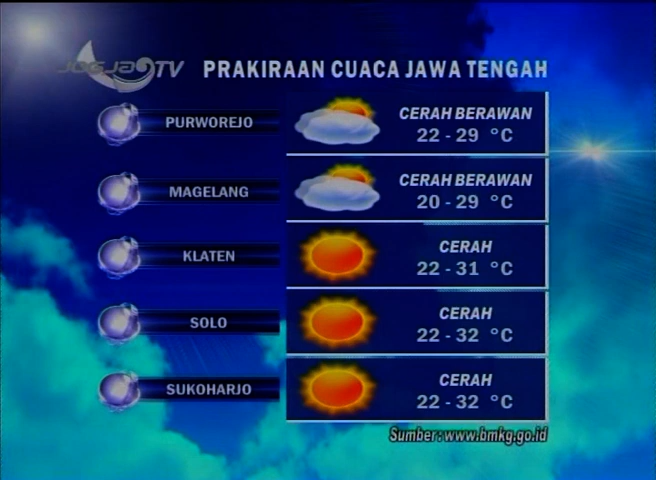 JOGJA TV
PRAKIRAAN CUACA JAWA TENGAH
PURWOREJO
CERAH BERAWAN
22 - 29 °C
MAGELANG
CERAH BERAWAN
20 - 29 °C
KLATEN
CERAH
22 - 31 °C
SOLO
CERAH
22 - 32 °C
SUKOHARJO
CERAH
22 - 32 °C
Sumber : www.bmkg.go.id